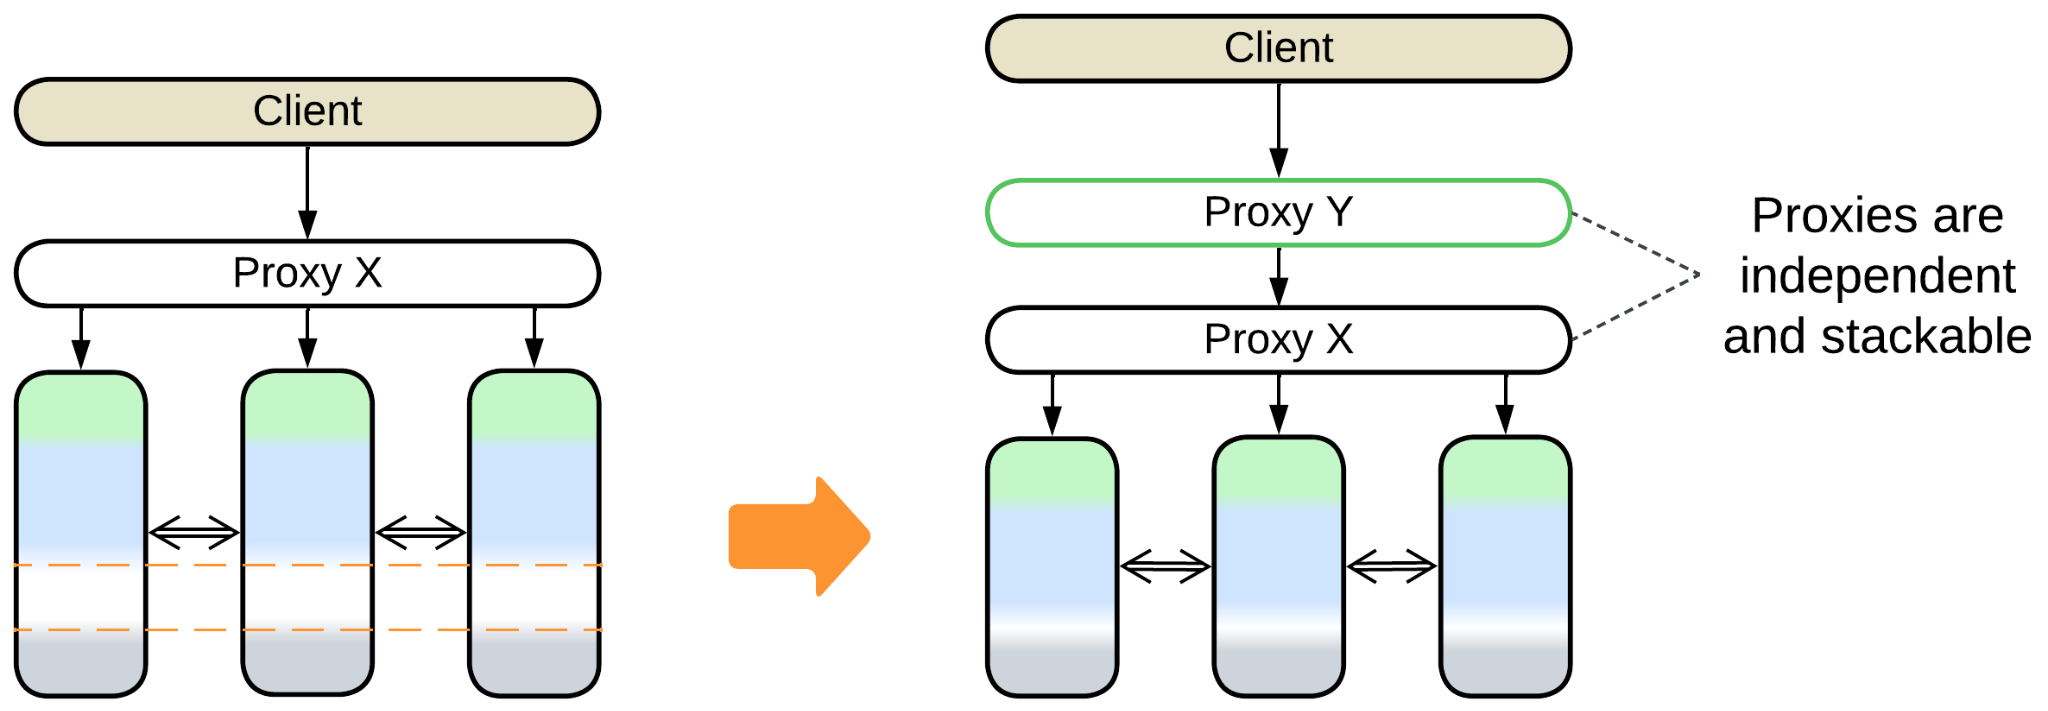 Client
Proxy X
Client
Proxy Y
Proxy X
Proxies are
independent
and stackable